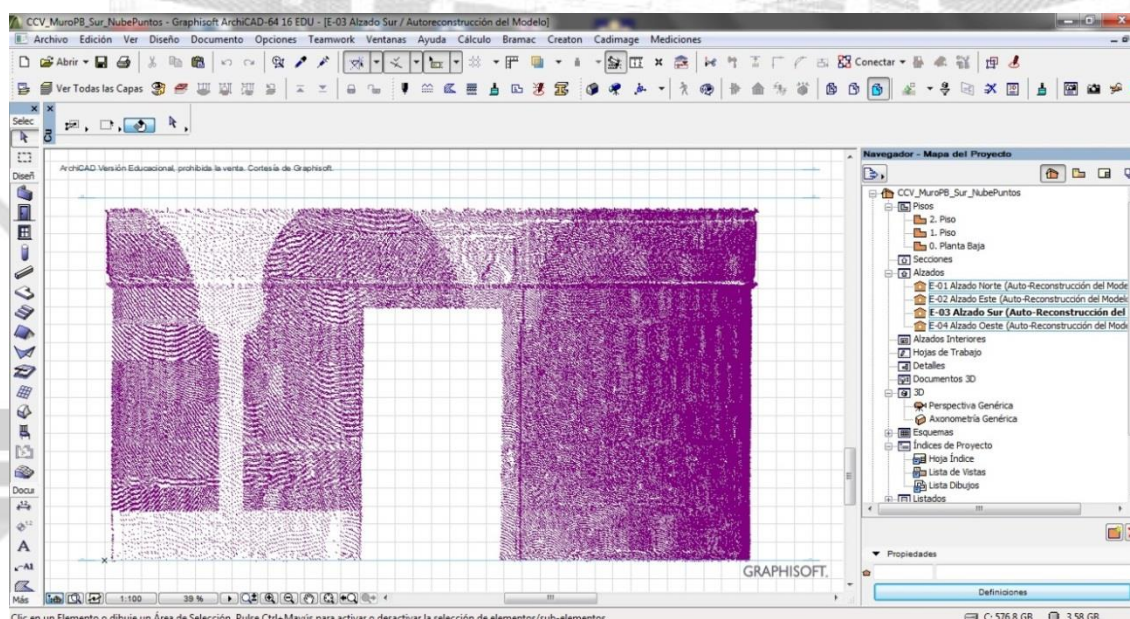 CCV_MuroPB_Sur_NubePuntos - Graphisoft ArchiCAD-64 16 EDU - [E-03 Alzado Sur / Autoreconstrucción del Modelo]
Archivo Edición Ver Diseño Documento Opciones Teamwork Ventanas Ayuda Cálculo Bramac Creaton Cadimage Mediciones
Abrir
Conectar
Ver Todas las Capas
Selec
Diseñ
Docu
Más
ArchiCAD Versión Educacional, prohibida la venta. Cortesía de Graphisoft.
GRAPHISOFT.
Navegador - Mapa del Proyecto
CCV_MuroPB_Sur_NubePuntos
Pisos
2. Piso
1. Piso
0. Planta Baja
Secciones
Alzados
E-01 Alzado Norte (Auto-Reconstrucción del Mode
E-02 Alzado Este (Auto-Reconstrucción del Modelo
E-03 Alzado Sur (Auto-Reconstrucción del
E-04 Alzado Oeste (Auto-Reconstrucción del Mod
Alzados Interiores
Hojas de Trabajo
Detalles
Documentos 3D
3D
Perspectiva Genérica
Axonometría Genérica
Esquemas
Índices de Proyecto
Hoja Índice
Lista de Vistas
Lista Dibujos
Listados
Propiedades
Definiciones
1:100 39 %
Clic en un Elemento o dibuje un Área de Selección. Pulse Ctrl+Mayús para activar o desactivar la selección de elementos/sub-elementos.
C: 576.8 GB 3.58 GB